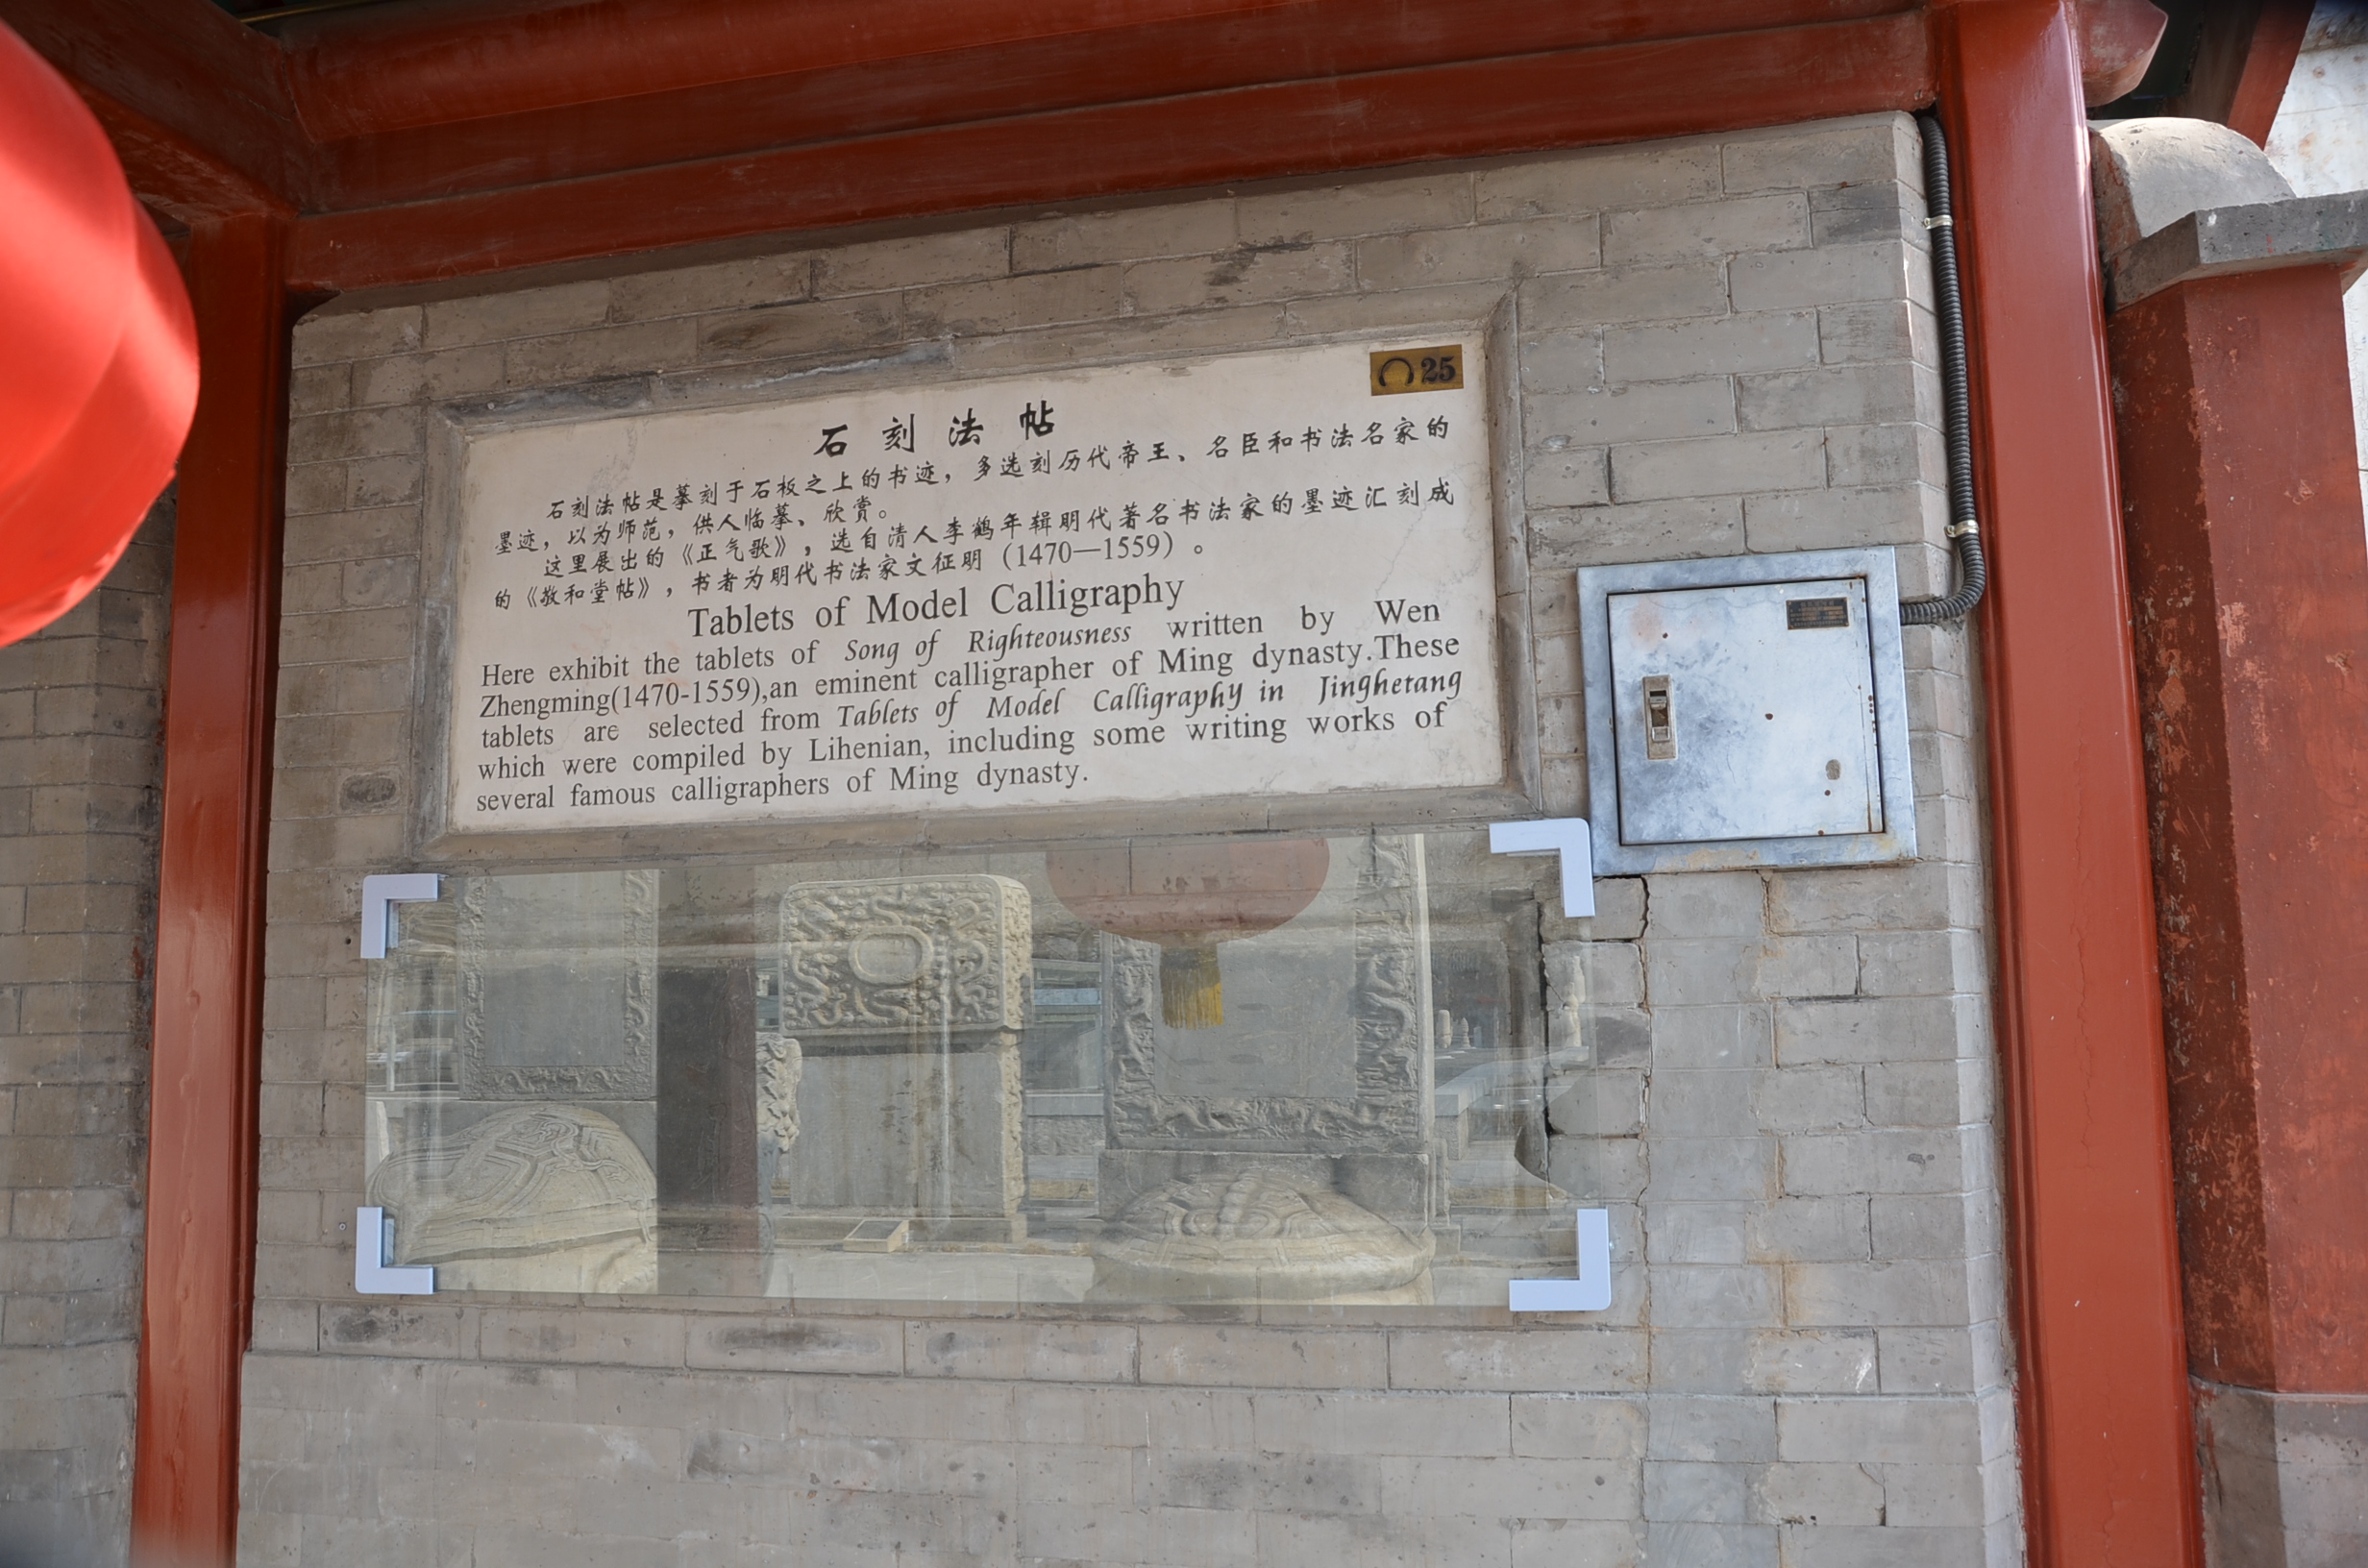 25
石刻法帖
石刻法帖是摹刻于石板之上的书迹，多选刻历代帝王、名臣和书法名家的
墨迹，以为师范，供人临摹、欣赏。
这里展出的《正气歌》，选自清人李鹤年辑明代著名书法家的墨迹汇刻成
的《敬和堂帖》，书者为明代书法家文征明（1470—1559）。
Tablets of Model Calligraphy
Here exhibit the tablets of Song of Righteousness written by Wen
Zhengming(1470-1559),an eminent calligrapher of Ming dynasty.These
tablets are selected from Tablets of Model Calligraphy in Jinghetang
which were compiled by Lihenian, including some writing works of
several famous calligraphers of Ming dynasty.